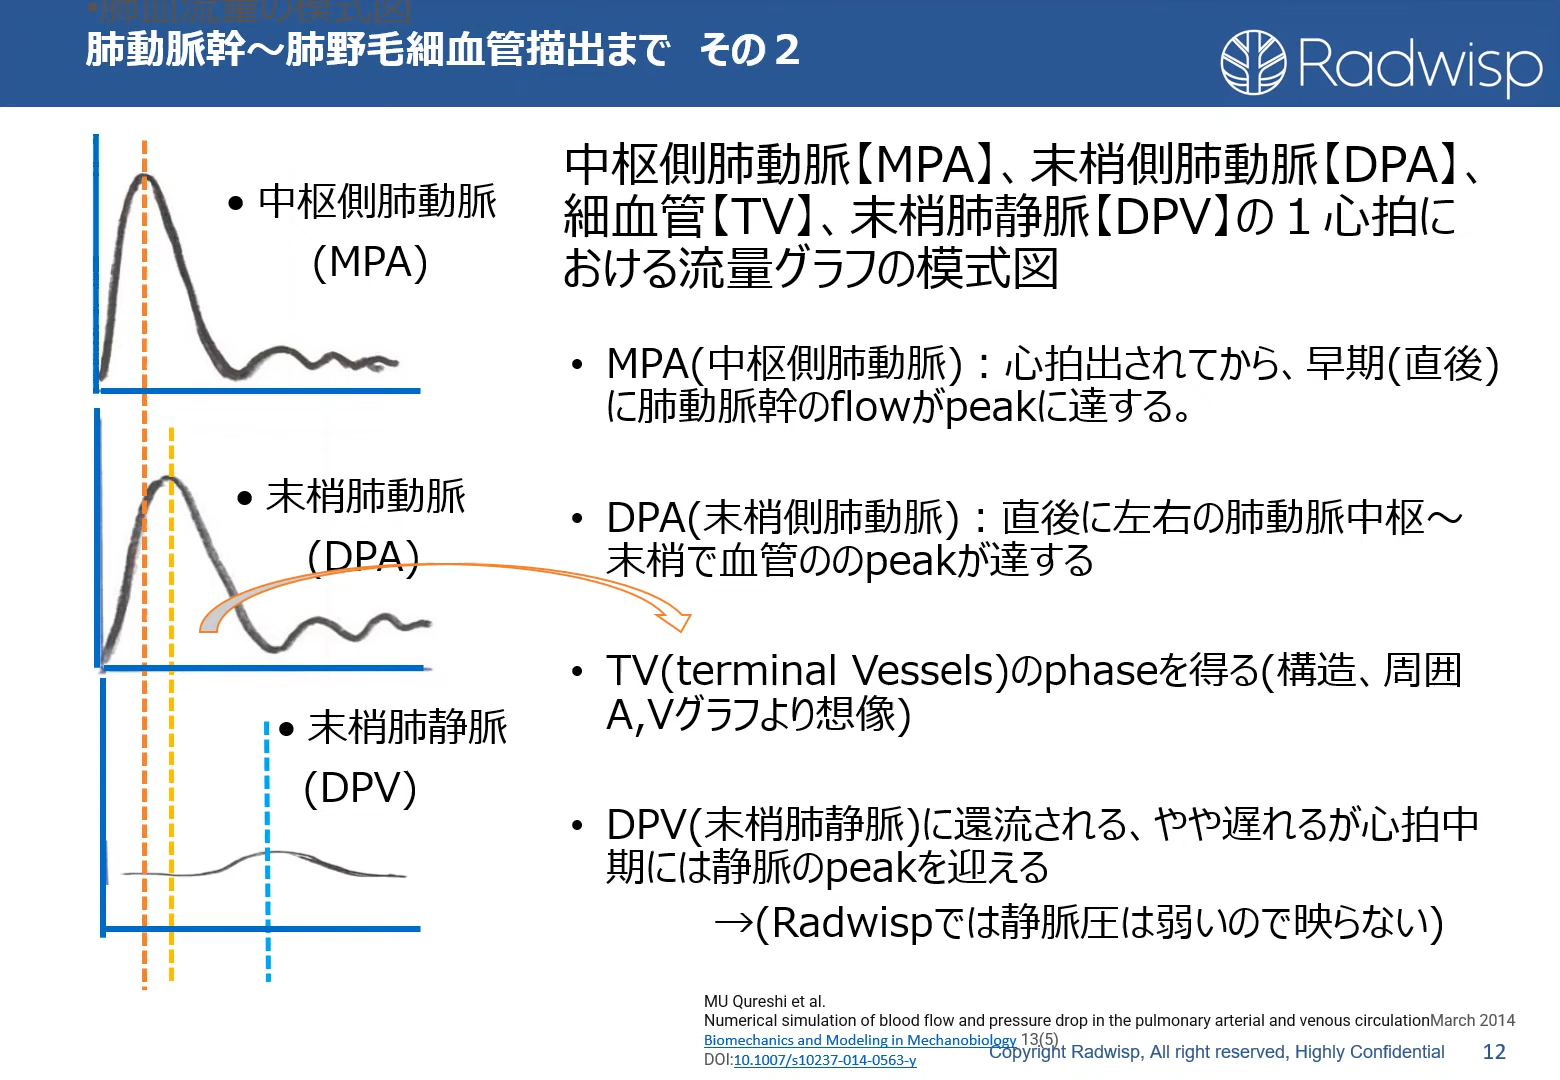 •肺血流量の模式図
肺動脈幹～肺野毛細血管描出まで　その２
Radwisp
• 中枢側肺動脈
(MPA)
• 末梢肺動脈
(DPA)
• 末梢肺静脈
(DPV)
中枢側肺動脈【MPA】、末梢側肺動脈【DPA】、
細血管【TV】、末梢肺静脈【DPV】の１心拍に
おける流量グラフの模式図
• MPA(中枢側肺動脈)：心拍出されてから、早期(直後)
に肺動脈幹のflowがpeakに達する。
• DPA(末梢側肺動脈)：直後に左右の肺動脈中枢～
末梢で血管ののpeakが達する
• TV(terminal Vessels)のphaseを得る(構造、周囲
A,Vグラフより想像)
• DPV(末梢肺静脈)に還流される、やや遅れるが心拍中
期には静脈のpeakを迎える
→(Radwispでは静脈圧は弱いので映らない)
MU Qureshi et al.
Numerical simulation of blood flow and pressure drop in the pulmonary arterial and venous circulationMarch 2014
Biomechanics and Modeling in Mechanobiology 13(5)
DOI:10.1007/s10237-014-0563-y
Copyright Radwisp, All right reserved, Highly Confidential
12